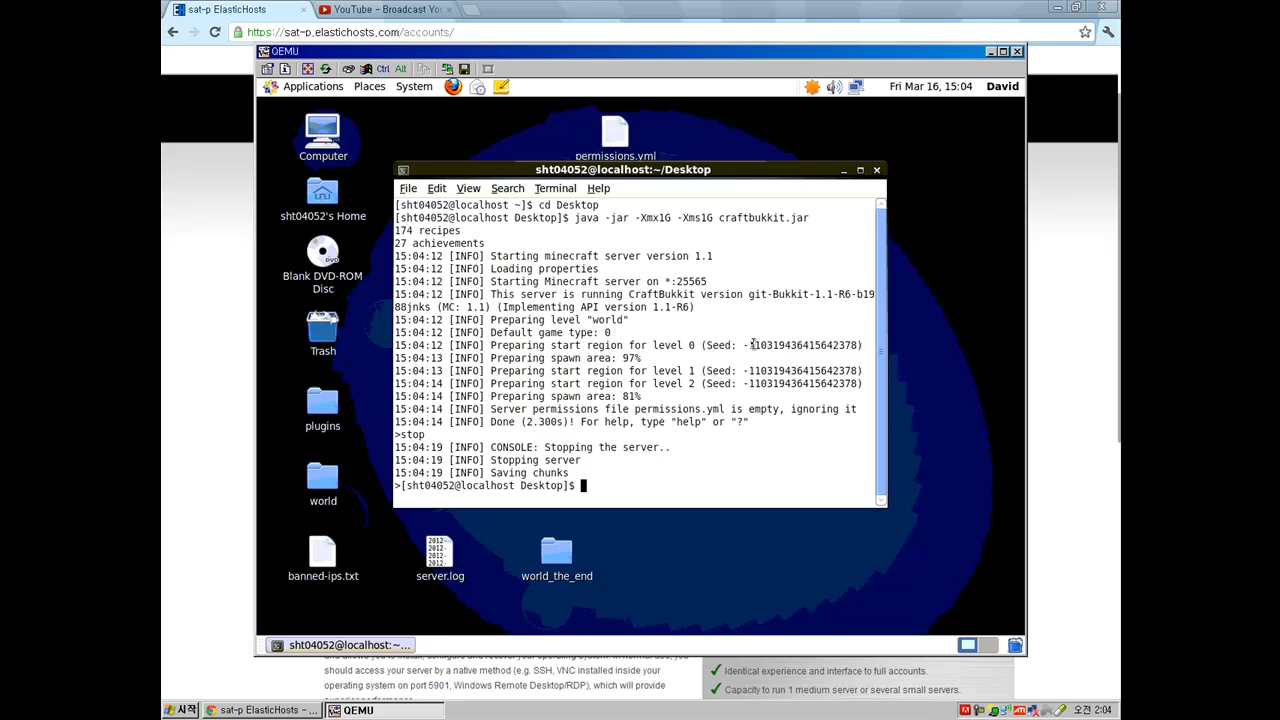 sat-p ElasticHosts
YouTube - Broadcast Yo
https://sat-p.elastichosts.com/accounts/
QEMU
Ctrl Alt
Applications Places System
Fri Mar 16, 15:04 David
Computer
permissions.yml
sht04052@localhost:~/Desktop
File Edit View Search Terminal Help
[sht04052@localhost ~]$ cd Desktop
[sht04052@localhost Desktop]$ java -jar -Xmx1G -Xms1G craftbukkit.jar
174 recipes
27 achievements
15:04:12 [INFO] Starting minecraft server version 1.1
15:04:12 [INFO] Loading properties
15:04:12 [INFO] Starting Minecraft server on *:25565
15:04:12 [INFO] This server is running CraftBukkit version git-Bukkit-1.1-R6-b19
88jnks (MC: 1.1) (Implementing API version 1.1-R6)
15:04:12 [INFO] Preparing level "world"
15:04:12 [INFO] Default game type: 0
15:04:12 [INFO] Preparing start region for level 0 (Seed: -110319436415642378)
15:04:13 [INFO] Preparing spawn area: 97%
15:04:13 [INFO] Preparing start region for level 1 (Seed: -110319436415642378)
15:04:14 [INFO] Preparing start region for level 2 (Seed: -110319436415642378)
15:04:14 [INFO] Preparing spawn area: 81%
15:04:14 [INFO] Server permissions file permissions.yml is empty, ignoring it
15:04:14 [INFO] Done (2.300s)! For help, type "help" or "?"
>stop
15:04:19 [INFO] CONSOLE: Stopping the server..
15:04:19 [INFO] Stopping server
15:04:19 [INFO] Saving chunks
>[sht04052@localhost Desktop]$
sht04052's Home
Blank DVD-ROM
Disc
Trash
plugins
world
banned-ips.txt
2012-
2012-
2012-
2012-
server.log
world_the_end
sht04052@localhost:~...
should access your server by a native method (e.g. SSH, VNC installed inside your
operating system on port 5901, Windows Remote Desktop/RDP), which will provide
Identical experience and interface to full accounts.
Capacity to run 1 medium server or several small servers.
시작
sat-p ElasticHosts - ...
QEMU
오전 2:04